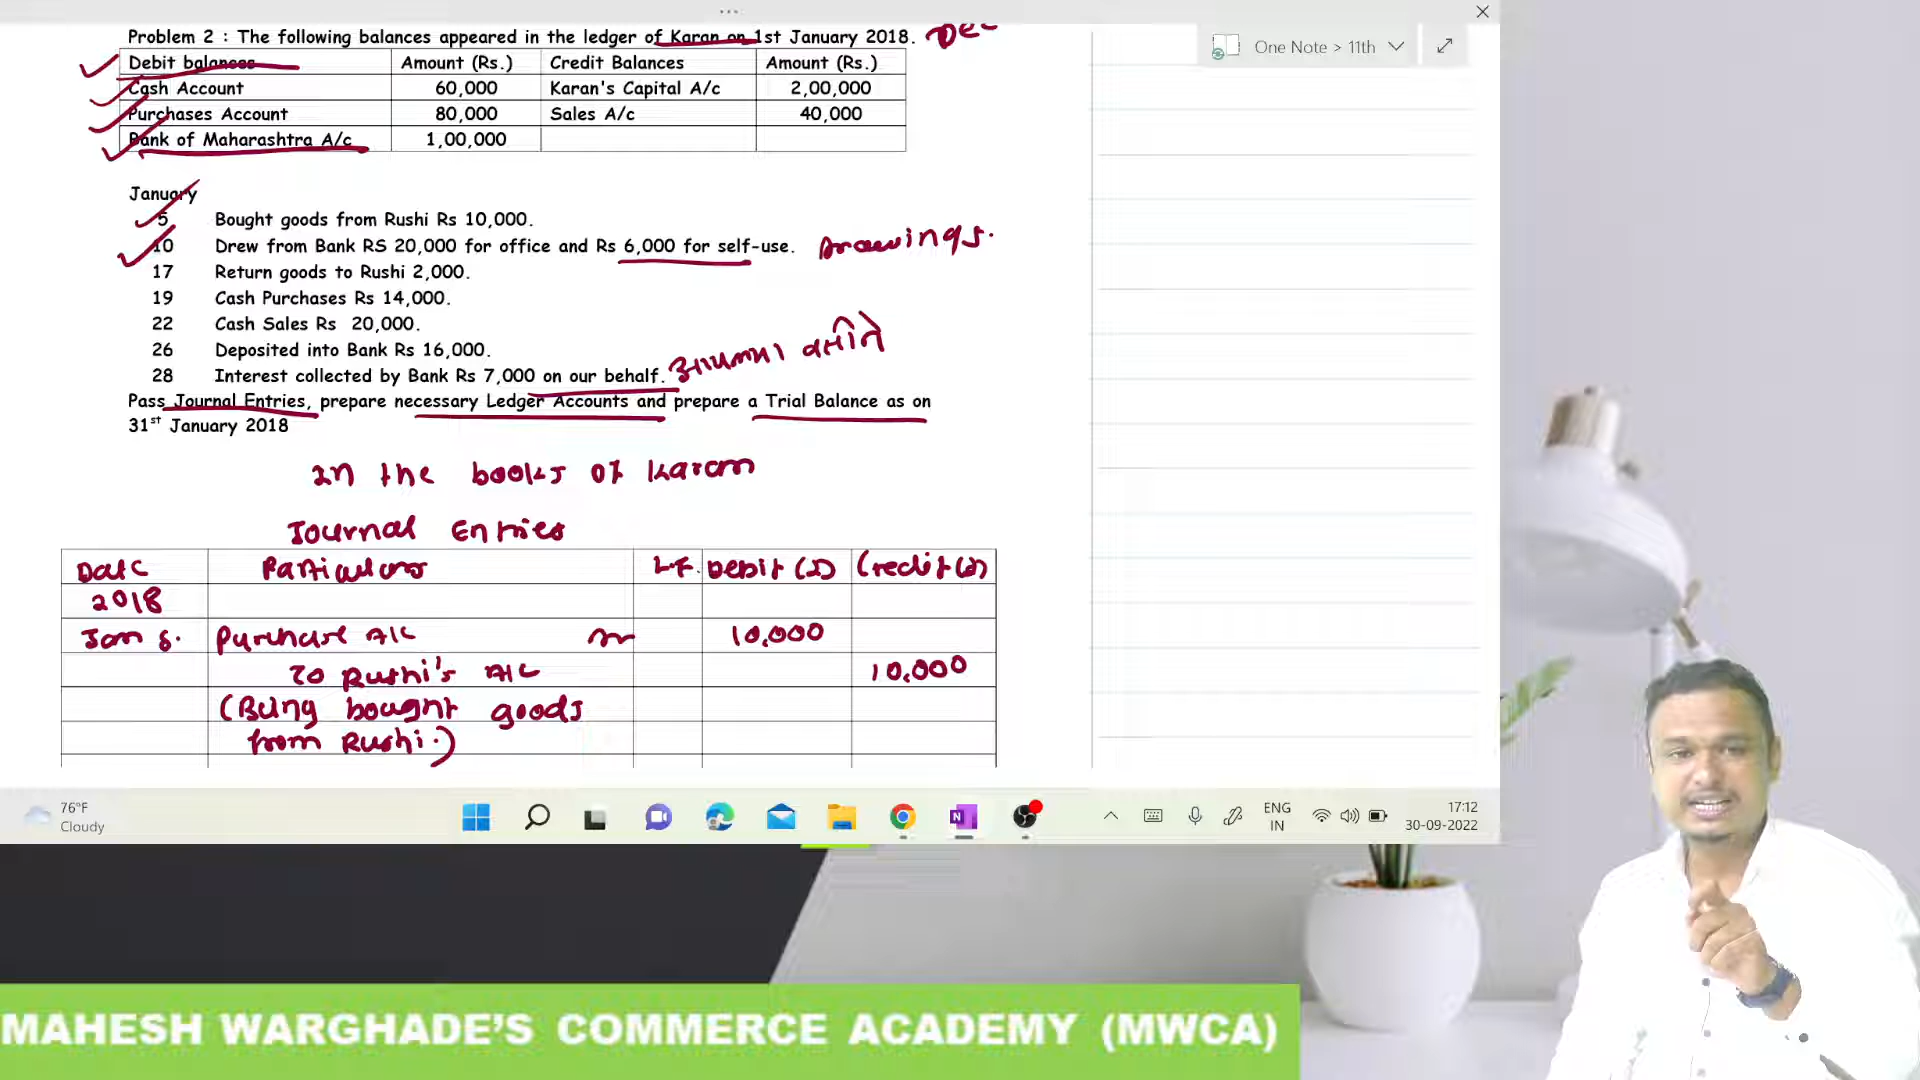 One Note > 11th
Problem 2 : The following balances appeared in the ledger of Karan on 1st January 2018. Dec
Debit balances Amount (Rs.) Credit Balances Amount (Rs.)
Cash Account 60,000 Karan's Capital A/c 2,00,000
Purchases Account 80,000 Sales A/c 40,000
Bank of Maharashtra A/c 1,00,000
January
5 Bought goods from Rushi Rs 10,000.
10 Drew from Bank RS 20,000 for office and Rs 6,000 for self-use. Drawings.
17 Return goods to Rushi 2,000.
19 Cash Purchases Rs 14,000.
22 Cash Sales Rs 20,000.
26 Deposited into Bank Rs 16,000.
28 Interest collected by Bank Rs 7,000 on our behalf. आपल्या वतीने
Pass Journal Entries, prepare necessary Ledger Accounts and prepare a Trial Balance as on
31st January 2018
In the books of Karan
Journal Entries
Date Particulars L.F. Debit (₹) Credit (₹)
2018
Jan 5. Purchase A/c Dr 10,000
To Rushi's A/c 10,000
(Being bought goods
from Rushi.)
76°F
Cloudy
ENG
IN
17:12
30-09-2022
MAHESH WARGHADE'S COMMERCE ACADEMY (MWCA)